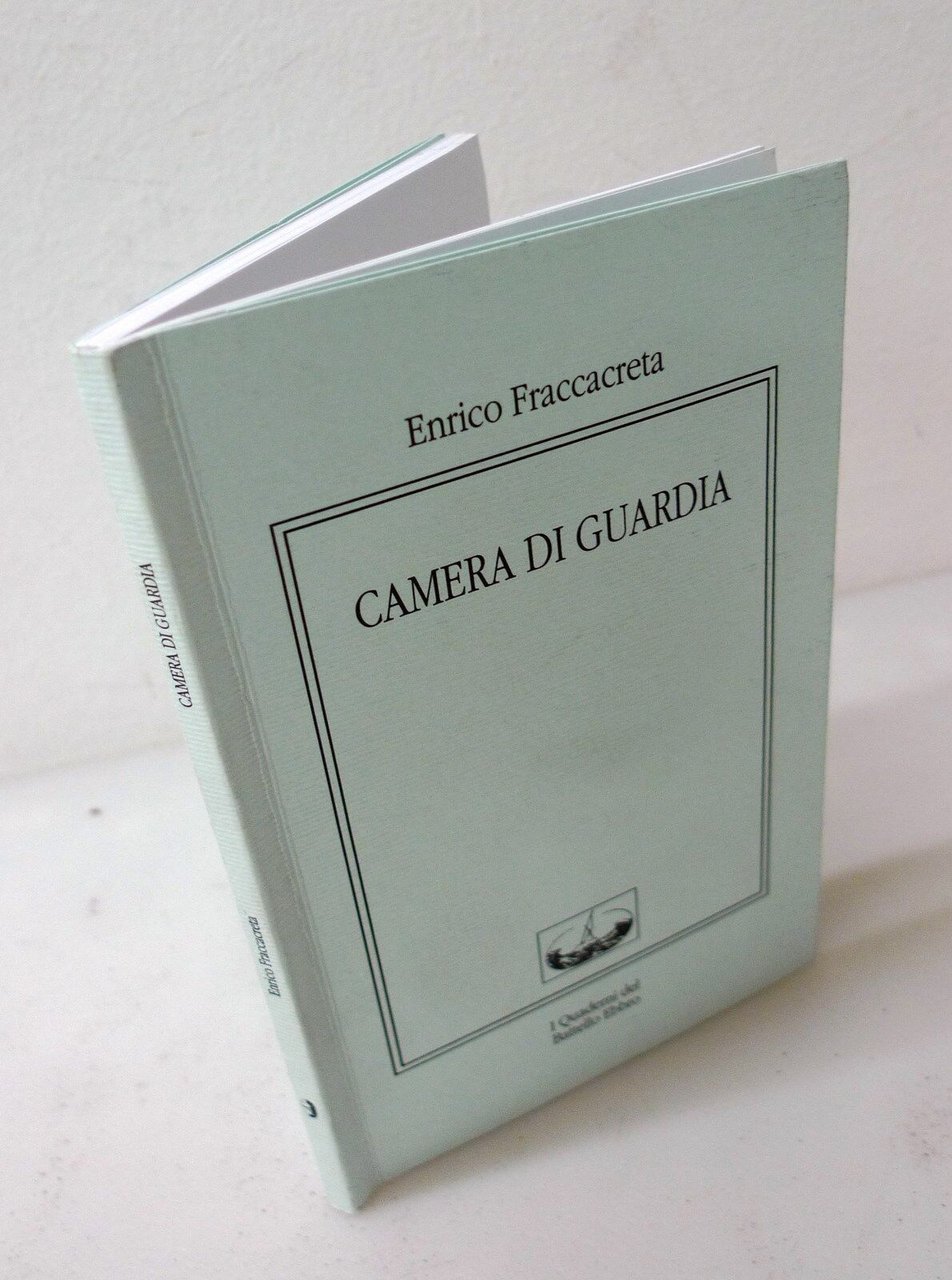 Enrico Fraccacreta
CAMERA DI GUARDIA
I Quaderni del
Battello Ebbro
CAMERA DI GUARDIA
Enrico Fraccacreta